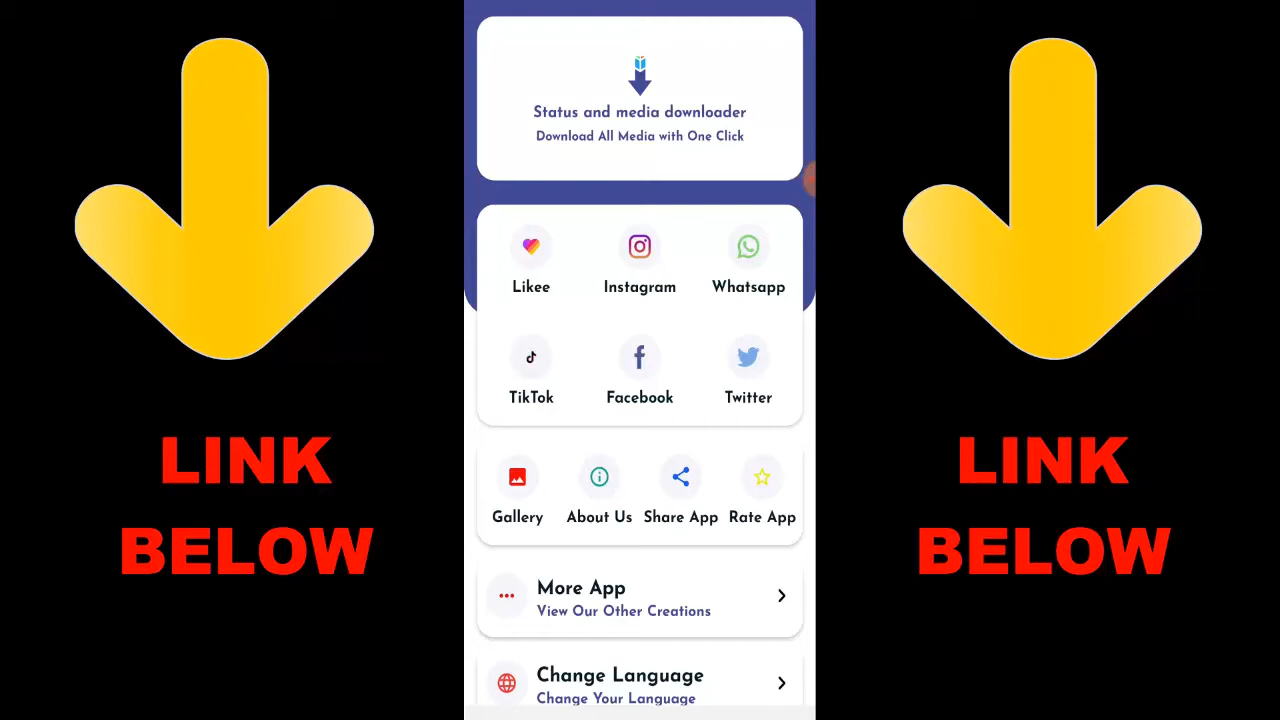 Status and media downloader
Download All Media with One Click
Likee
Instagram
Whatsapp
TikTok
Facebook
Twitter
LINK
BELOW
LINK
BELOW
Gallery
About Us
Share App
Rate App
More App
View Our Other Creations
Change Language
Change Your Language